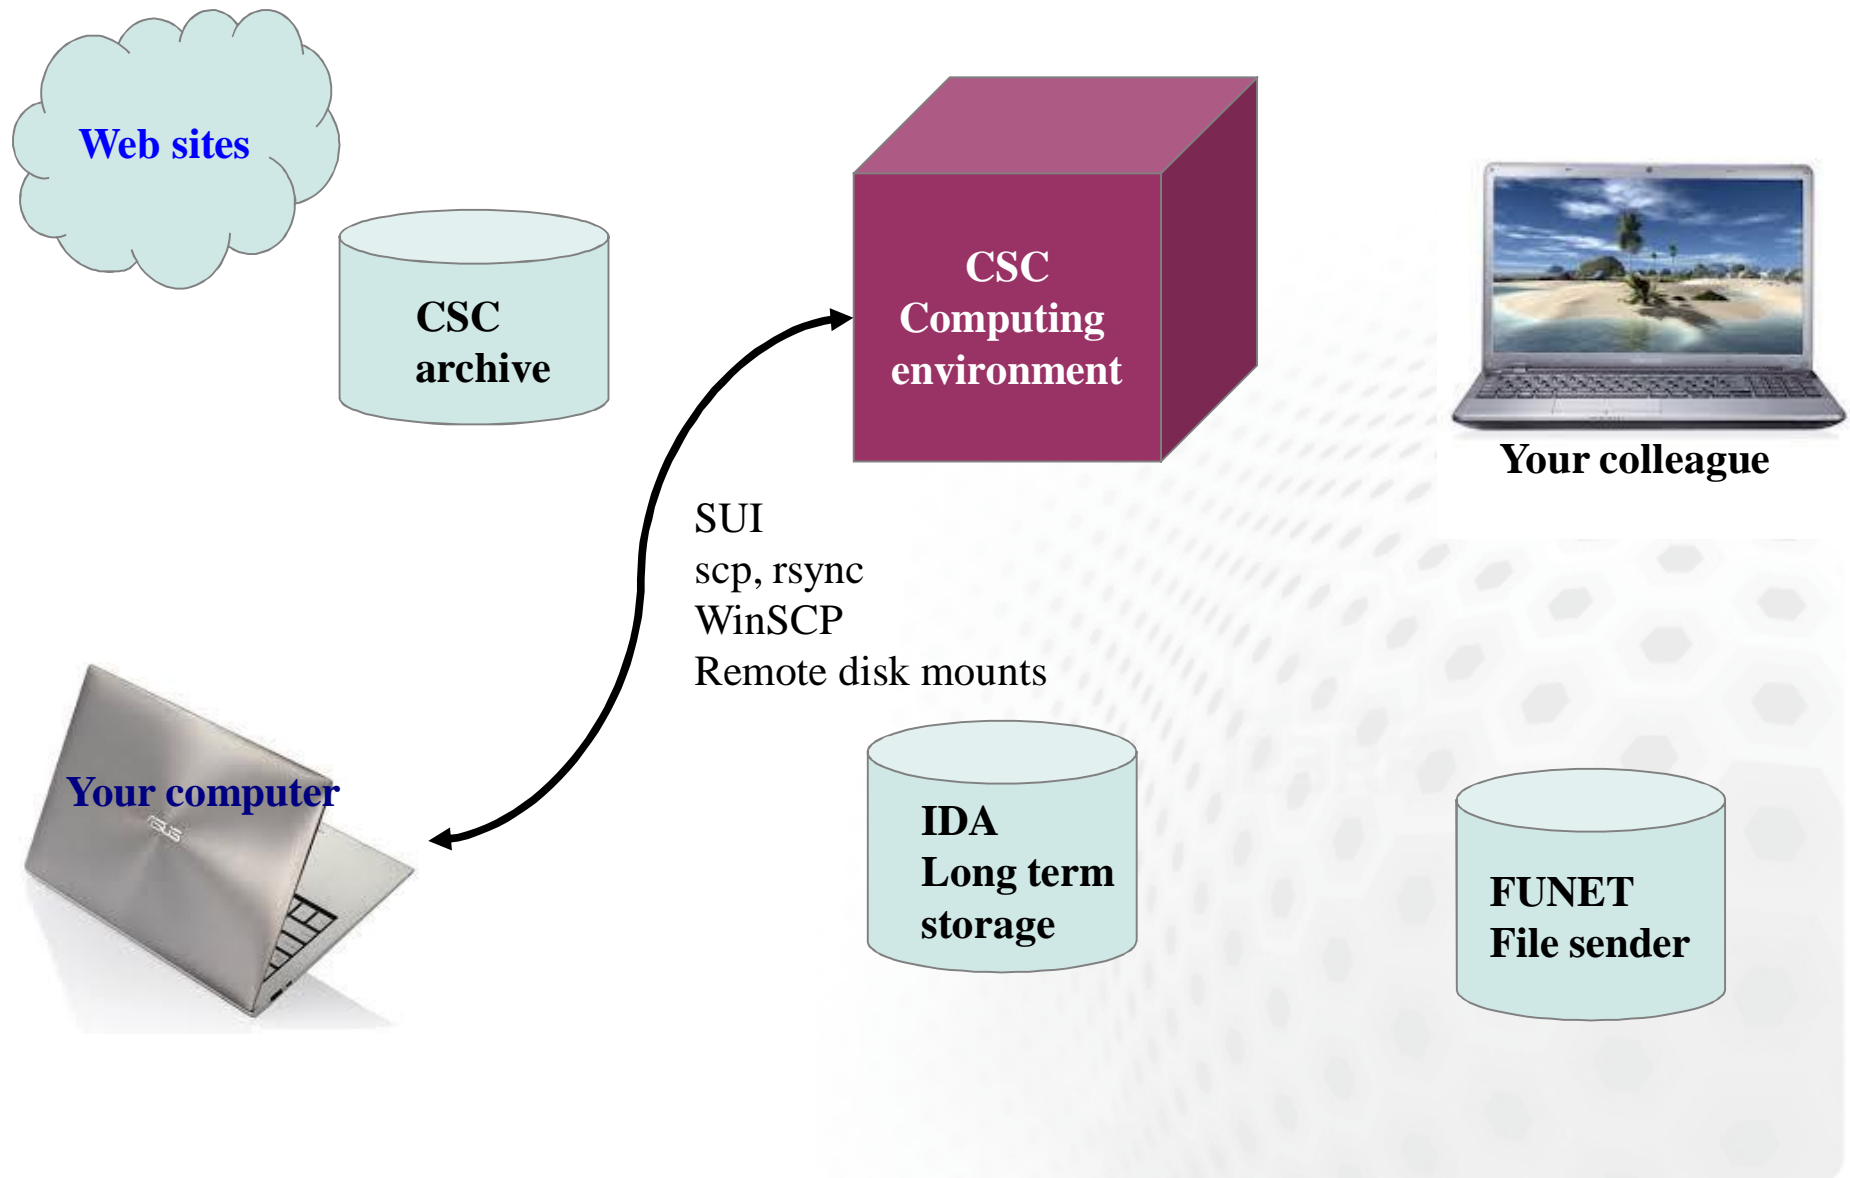 Web sites
CSC
archive
CSC
Computing
environment
Your colleague
SUI
scp, rsync
WinSCP
Remote disk mounts
Your computer
ASUS
IDA
Long term
storage
FUNET
File sender